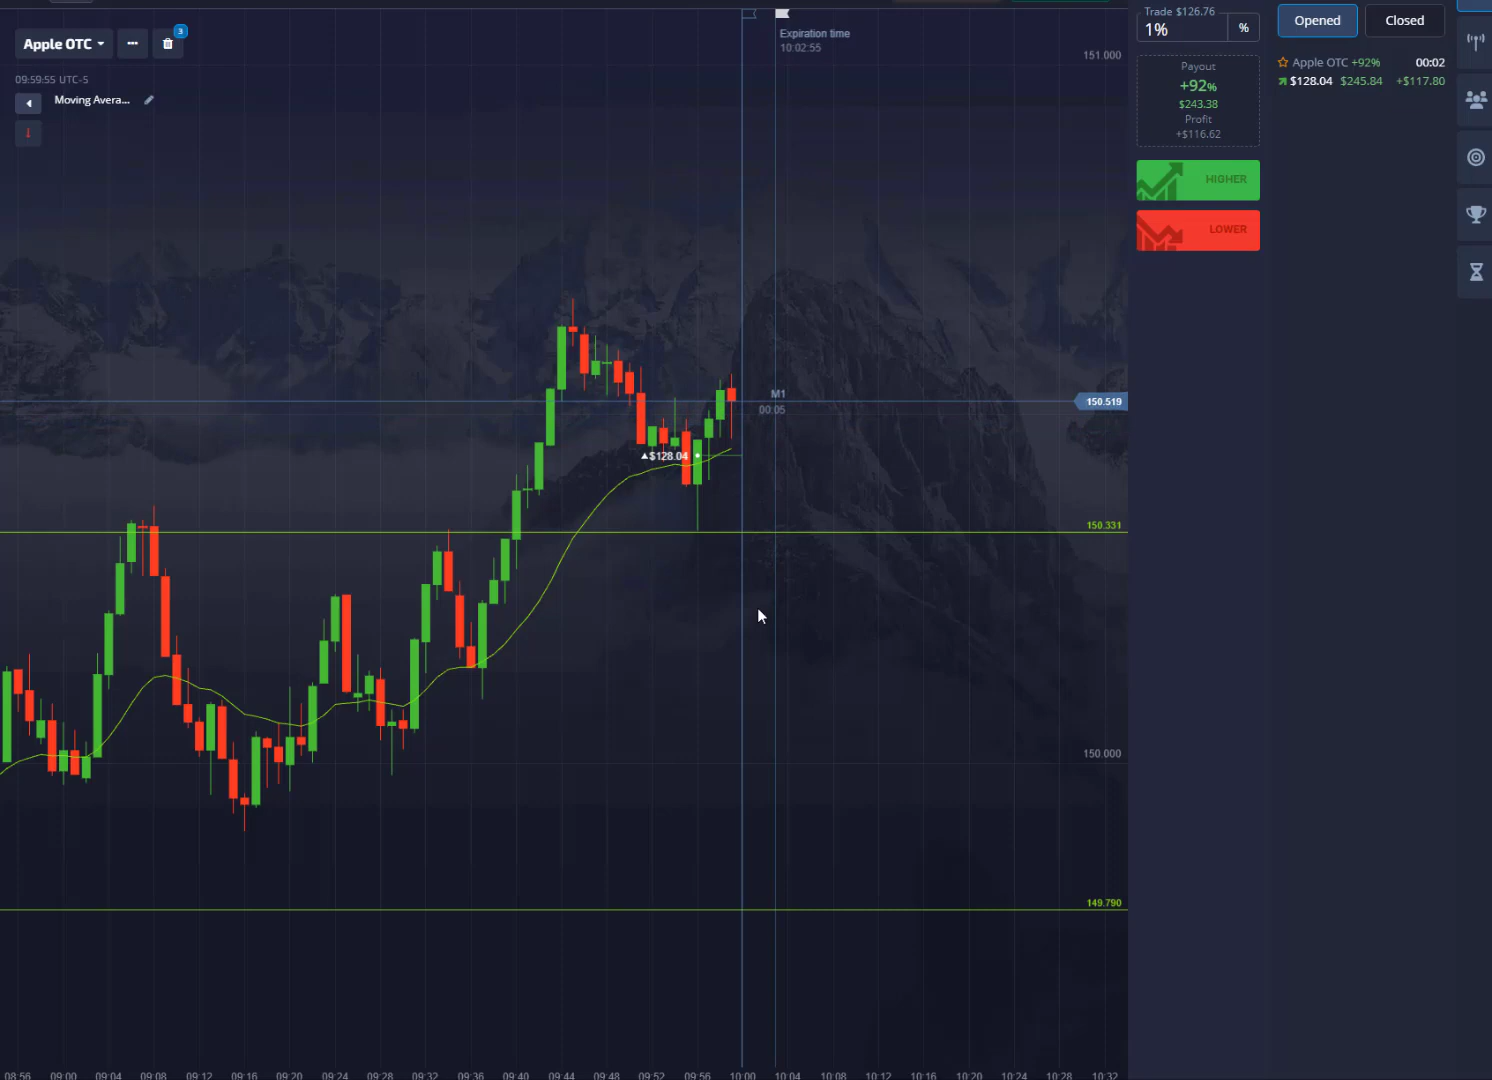 Apple OTC
3
09:59:55 UTC-5
Moving Avera...
Expiration time
10:02:55
151.000
M1
00:05
150.519
$128.04
150.331
150.000
149.790
08:56 09:00 09:04 09:08 09:12 09:16 09:20 09:24 09:28 09:32 09:36 09:40 09:44 09:48 09:52 09:56 10:00 10:04 10:08 10:12 10:16 10:20 10:24 10:28 10:32
Trade $126.76
1%
%
Payout
+92%
$243.38
Profit
+$116.62
HIGHER
LOWER
Opened Closed
Apple OTC +92% 00:02
$128.04 $245.84 +$117.80